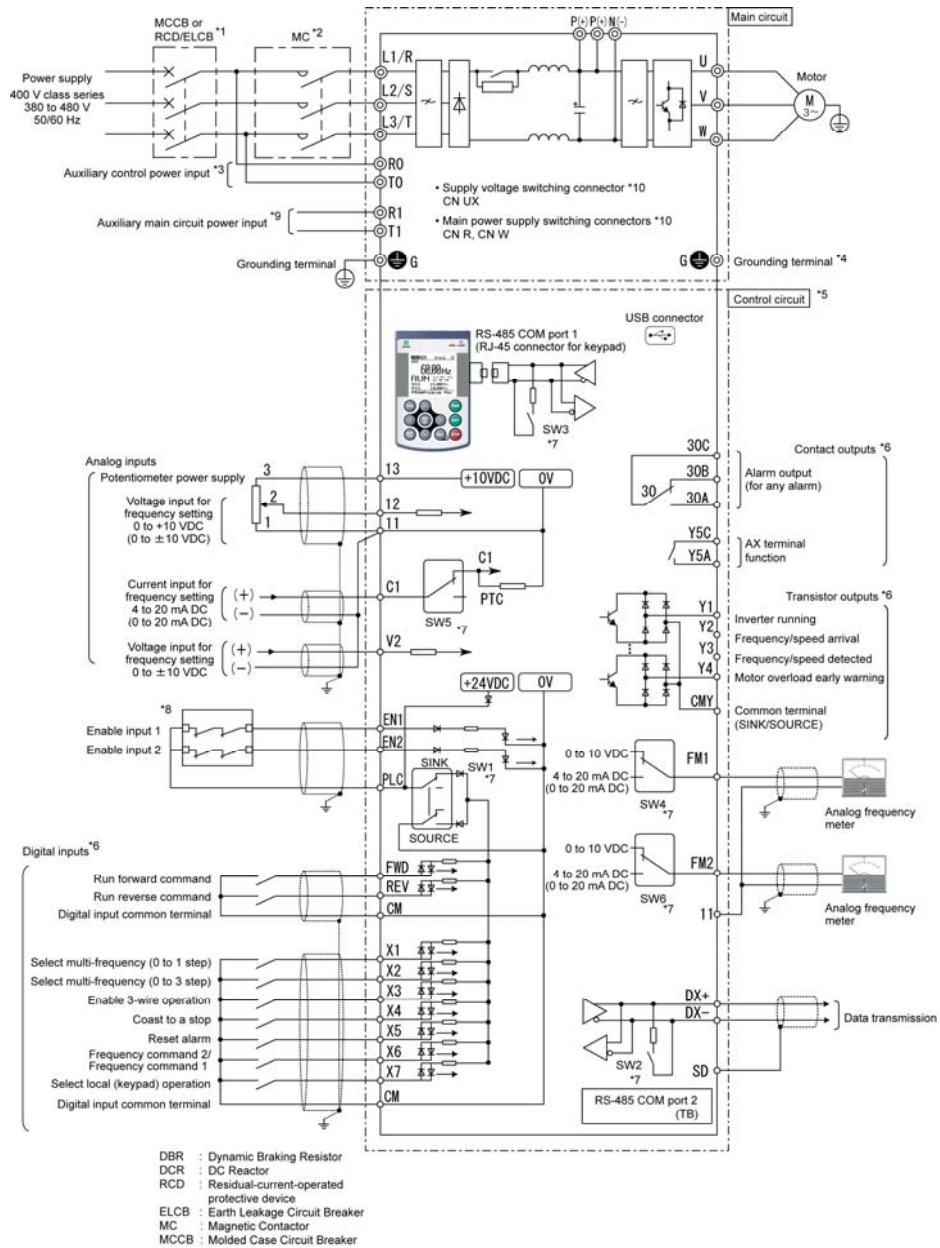 MCCB or
RCD/ELCB *1
MC *2
Power supply
400 V class series
380 to 480 V
50/60 Hz
L1/R
L2/S
L3/T
P(+) P(+) N(-)
Main circuit
U
V
W
Motor
M
3~
Auxiliary control power input *3
R0
T0
Auxiliary main circuit power input *9
R1
T1
• Supply voltage switching connector *10
CN UX
• Main power supply switching connectors *10
CN R, CN W
Grounding terminal
G
G
Grounding terminal *4
Control circuit *5
USB connector
RS-485 COM port 1
(RJ-45 connector for keypad)
60.00Hz
RUN
SW3
*7
Analog inputs
Potentiometer power supply
3
2
1
Voltage input for
frequency setting
0 to +10 VDC
(0 to ±10 VDC)
13
12
11
+10VDC
0V
Current input for
frequency setting
4 to 20 mA DC
(0 to 20 mA DC)
(+)
(−)
C1
C1
PTC
SW5
*7
Voltage input for
frequency setting
0 to ±10 VDC
(+)
(−)
V2
+24VDC
0V
*8
Enable input 1
Enable input 2
EN1
EN2
PLC
SINK
SW1
*7
SOURCE
Digital inputs*6
Run forward command
Run reverse command
Digital input common terminal
FWD
REV
CM
Select multi-frequency (0 to 1 step)
Select multi-frequency (0 to 3 step)
Enable 3-wire operation
Coast to a stop
Reset alarm
Frequency command 2/
Frequency command 1
Select local (keypad) operation
Digital input common terminal
X1
X2
X3
X4
X5
X6
X7
CM
Contact outputs *6
30C
30B
30
30A
Alarm output
(for any alarm)
Y5C
Y5A
AX terminal
function
Transistor outputs *6
Y1
Inverter running
Y2
Frequency/speed arrival
Y3
Frequency/speed detected
Y4
Motor overload early warning
CMY
Common terminal
(SINK/SOURCE)
0 to 10 VDC
4 to 20 mA DC
(0 to 20 mA DC)
SW4
*7
FM1
Analog frequency
meter
0 to 10 VDC
4 to 20 mA DC
(0 to 20 mA DC)
SW6
*7
FM2
11
Analog frequency
meter
DX+
DX−
Data transmission
SW2
*7
SD
RS-485 COM port 2
(TB)
DBR : Dynamic Braking Resistor
DCR : DC Reactor
RCD : Residual-current-operated
protective device
ELCB : Earth Leakage Circuit Breaker
MC : Magnetic Contactor
MCCB : Molded Case Circuit Breaker